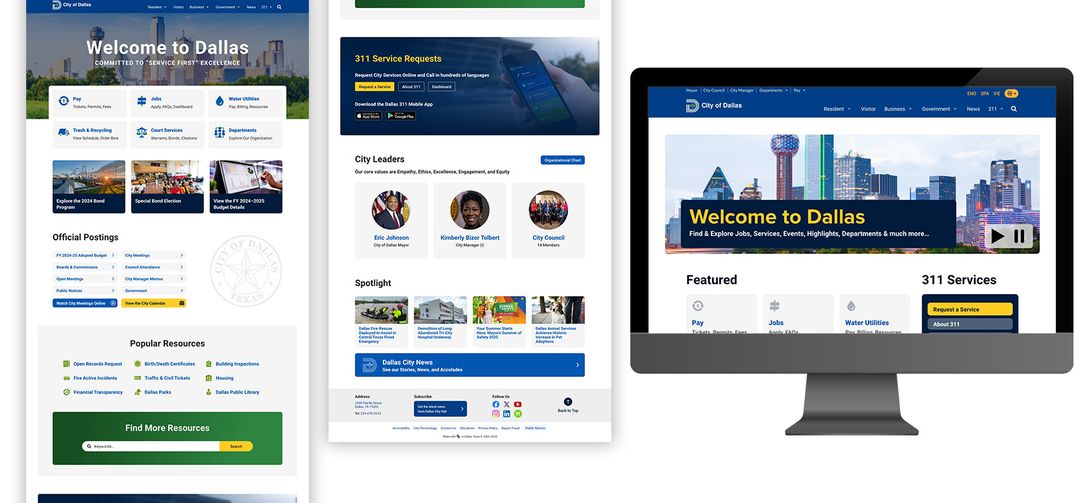 City of Dallas
Resident
Visitor
Business
Government
News
311
Welcome to Dallas
COMMITTED TO "SERVICE FIRST" EXCELLENCE
Pay
Tickets, Permits, Fees
Jobs
Apply, FAQs, Dashboard
Water Utilities
Pay, Billing, Resources
Trash & Recycling
View Schedule, Order Bins
Court Services
Warrants, Bonds, Citations
Departments
Explore Our Organization
Explore the 2024 Bond
Program
Special Bond Election
View the FY 2024-2025
Budget Details
Official Postings
FY 2024-25 Adopted Budget
City Meetings
Boards & Commissions
Council Attendance
Open Meetings
City Manager Memos
Public Notices
Government
Watch City Meetings Online
View the City Calendar
CITY OF DALLAS
TEXAS
Popular Resources
Open Records Request
Birth/Death Certificates
Building Inspections
Fire Active Incidents
Traffic & Civil Tickets
Housing
Financial Transparency
Dallas Parks
Dallas Public Library
Find More Resources
Keywords..
Search
311 Service Requests
Request City Services Online and Call in hundreds of languages
Request a Service
About 311
Dashboard
Download the Dallas 311 Mobile App
App Store
Google Play
City Leaders
Organizational Chart
Our core values are Empathy, Ethics, Excellence, Engagement, and Equity
Eric Johnson
City of Dallas Mayor
Kimberly Bizor Tolbert
City Manager (I)
City Council
14 Members
Spotlight
Dallas Fire-Rescue
Deployed to Assist in
Central Texas Flood
Emergency
Demolition of Long-
Abandoned Tri City
Hospital Underway
Your Summer Starts
Here: Mayor's Summer of
Safety 2025
Dallas Animal Services
Achieves Historic
Increase in Pet
Adoptions
Dallas City News
See our Stories, News, and Accolades
Address
1500 Marilla Street
Dallas, TX 75201
Tel: 214-670-3111
Subscribe
Get the latest news
from Dallas City Hall!
Follow Us
Back to Top
Accessibility
City Terminology
Contact Us
Disclaimer
Privacy Policy
Report Fraud
Public Notices
Mayor
City Council
City Manager
Departments
Pay
ENG
SPA
VIE
City of Dallas
Resident
Visitor
Business
Government
News
311
Welcome to Dallas
Find & Explore Jobs, Services, Events, Highlights, Departments & much more...
Featured
311 Services
Pay
Tickets, Permits, Fees
Jobs
Apply, FAQs,
Water Utilities
Pay, Billing, Resources
Request a Service
About 311